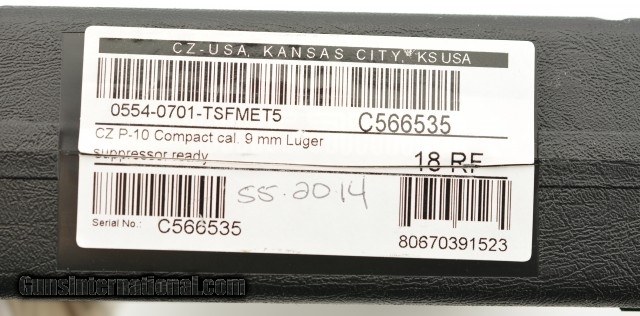 CZ-USA, KANSAS CITY, KS USA
0554-0701-TSFMET5
C566535
CZ P-10 Compact cal. 9 mm Luger
suppressor ready
18 RF
SS.2014
Serial No.: C566535
80670391523
GunsInternational.com